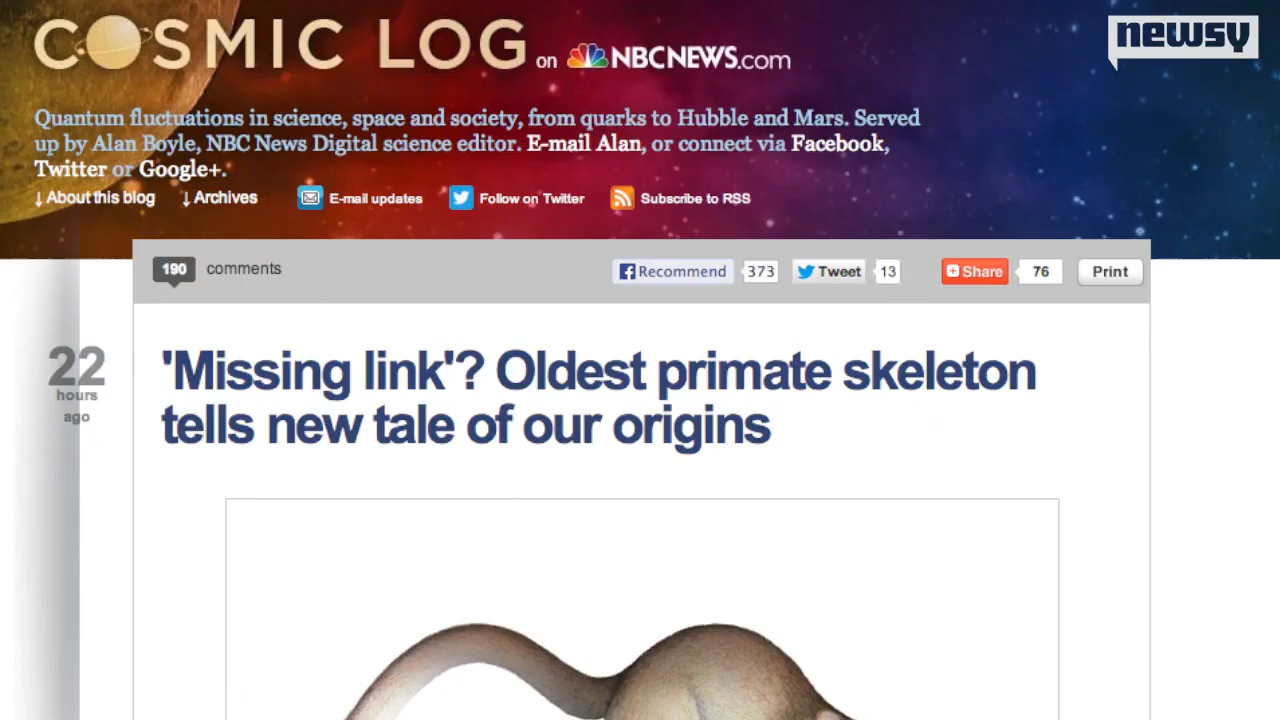 COSMIC LOG on NBCNEWS.com
newsy
Quantum fluctuations in science, space and society, from quarks to Hubble and Mars. Served
up by Alan Boyle, NBC News Digital science editor. E-mail Alan, or connect via Facebook,
Twitter or Google+.
↓ About this blog ↓ Archives E-mail updates Follow on Twitter Subscribe to RSS
190 comments Recommend 373 Tweet 13 Share 76 Print
22
hours
ago
'Missing link'? Oldest primate skeleton
tells new tale of our origins